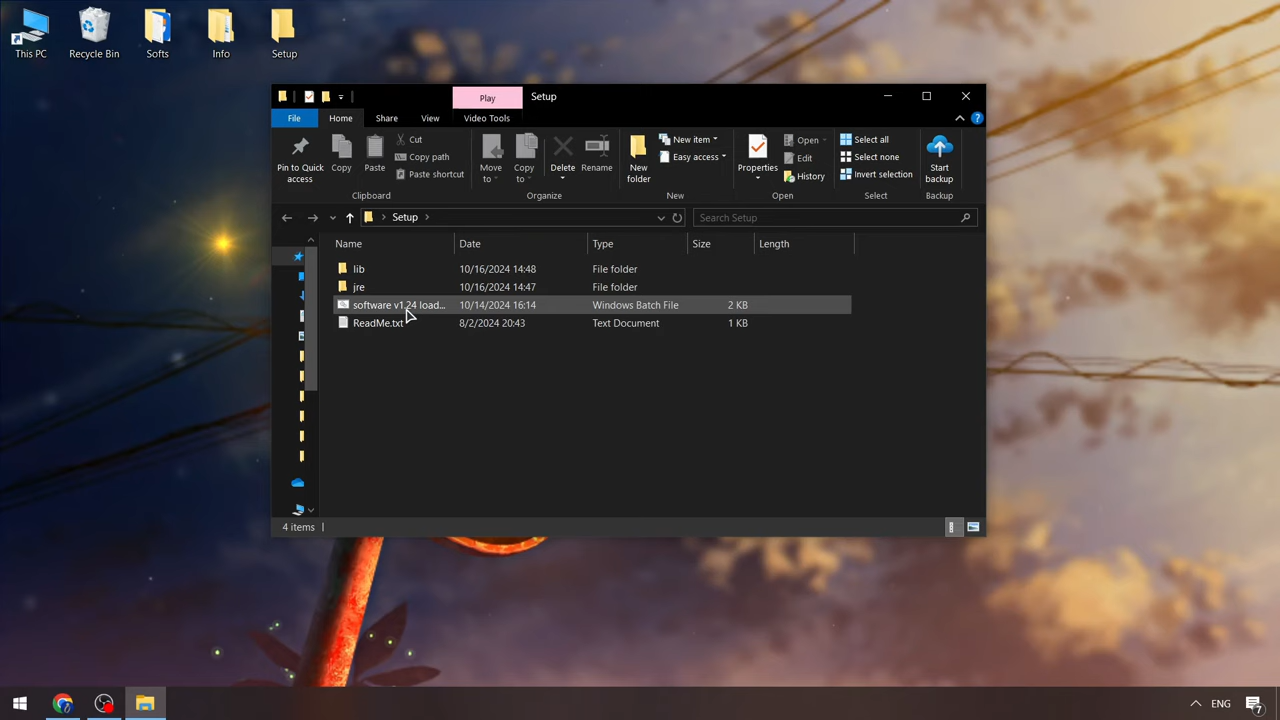 This PC
Recycle Bin
Softs
Info
Setup
Play
Setup
File
Home
Share
View
Video Tools
Pin to Quick access
Copy
Paste
Cut
Copy path
Paste shortcut
Clipboard
Move to
Copy to
Delete
Rename
Organize
New folder
New item
Easy access
New
Properties
Open
Edit
History
Open
Select all
Select none
Invert selection
Select
Start backup
Backup
Setup
Search Setup
Name Date Type Size Length
lib 10/16/2024 14:48 File folder
jre 10/16/2024 14:47 File folder
software v1.24 load... 10/14/2024 16:14 Windows Batch File 2 KB
ReadMe.txt 8/2/2024 20:43 Text Document 1 KB
4 items
ENG
7